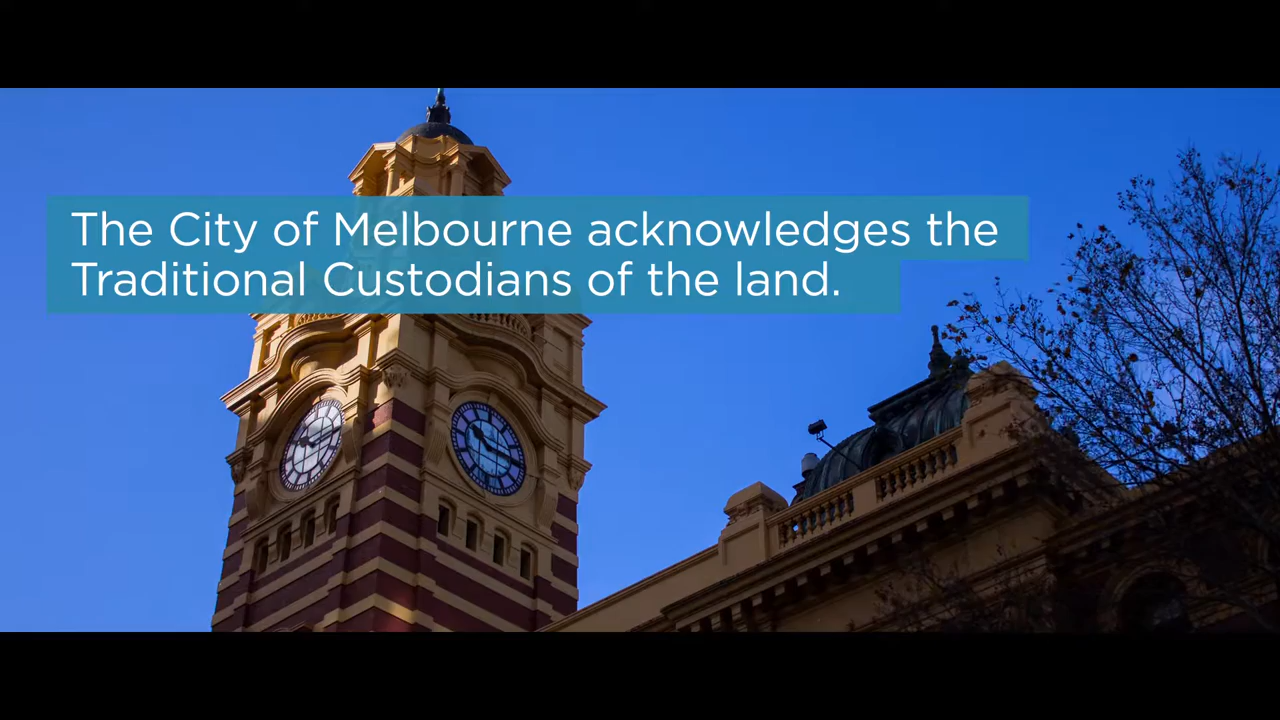 The City of Melbourne acknowledges the
Traditional Custodians of the land.